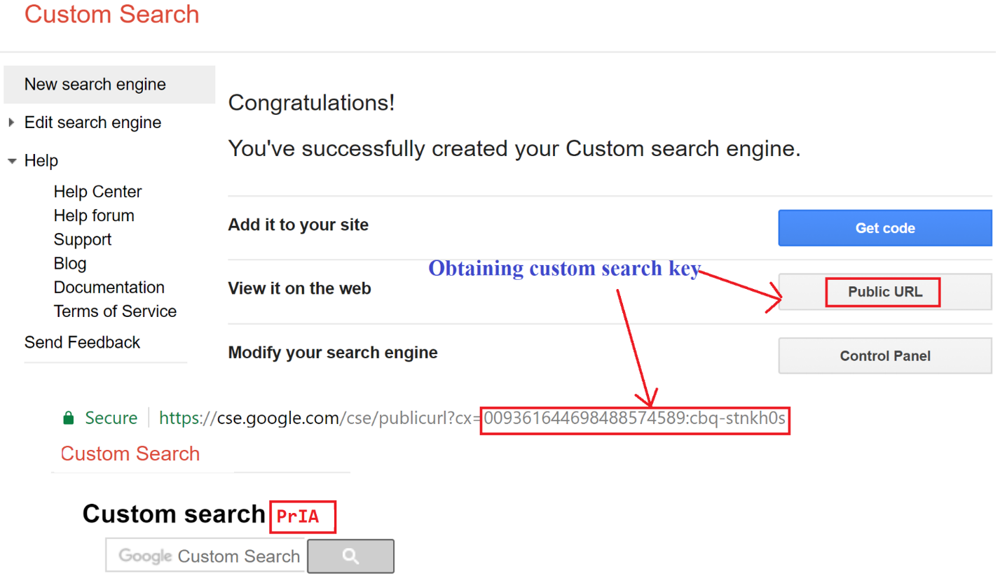 Custom Search
New search engine
Edit search engine
Help
Help Center
Help forum
Support
Blog
Documentation
Terms of Service
Send Feedback
Congratulations!
You've successfully created your Custom search engine.
Add it to your site
Get code
Obtaining custom search key
View it on the web
Public URL
Modify your search engine
Control Panel
Secure https://cse.google.com/cse/publicurl?cx=009361644698488574589:cbq-stnkh0s
Custom Search
Custom search PrIA
Google Custom Search